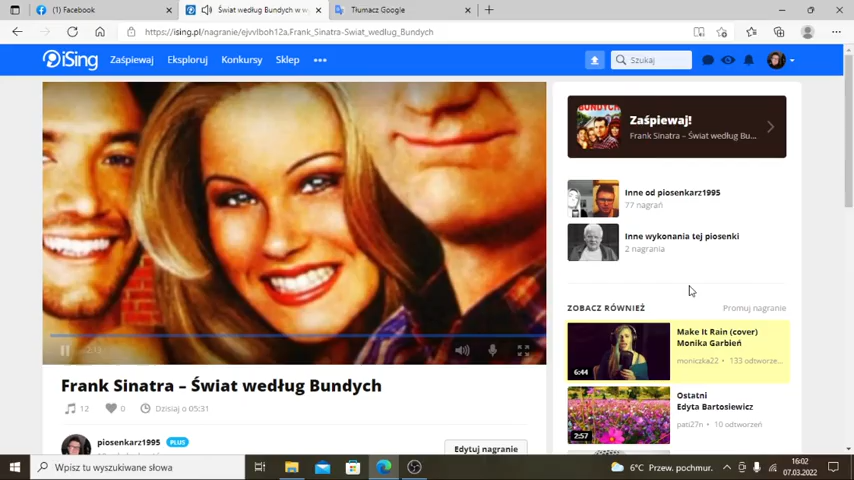 (1) Facebook
Świat według Bundych w
Tłumacz Google
https://ising.pl/nagranie/ejvvlboh12a,Frank_Sinatra-Swiat_wedlug_Bundych
iSing
Zaśpiewaj
Eksploruj
Konkursy
Sklep
Szukaj
BUNDYCH
Zaśpiewaj!
Frank Sinatra – Świat według Bu...
Inne od piosenkarz1995
77 nagrań
Inne wykonania tej piosenki
2 nagrania
ZOBACZ RÓWNIEŻ
Promuj nagranie
6:44
Make It Rain (cover)
Monika Garbień
moniczka22 • 133 odtworze...
2:57
Ostatni
Edyta Bartosiewicz
pati27n • 10 odtworzeń
2:13
Frank Sinatra – Świat według Bundych
12
0
Dzisiaj o 05:31
piosenkarz1995 PLUS
Edytuj nagranie
Wpisz tu wyszukiwane słowa
6°C Przew. pochmur.
16:02
07.03.2022